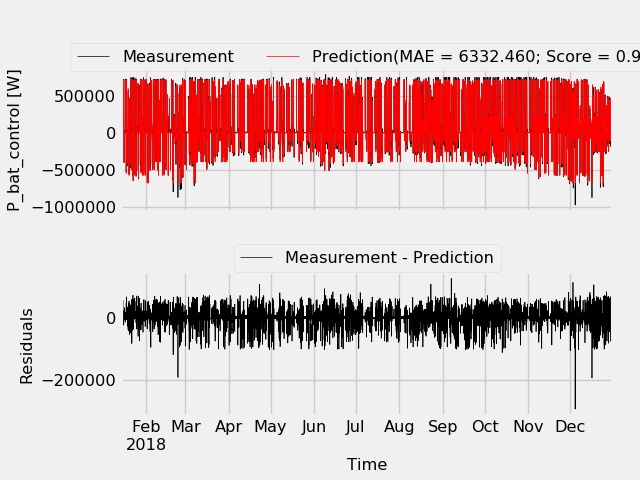 Measurement
Prediction(MAE = 6332.460; Score = 0.9
P_bat_control [W]
500000
0
−500000
−1000000
Measurement - Prediction
Residuals
0
−200000
Feb Mar Apr May Jun Jul Aug Sep Oct Nov Dec
2018
Time